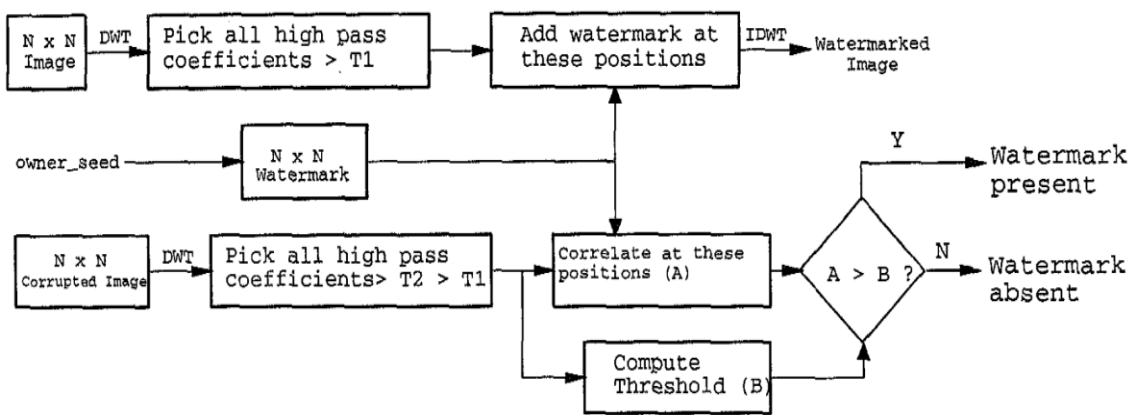 N x N
Image
DWT
Pick all high pass
coefficients > T1
Add watermark at
these positions
IDWT
Watermarked
Image
owner_seed
N x N
Watermark
Y
Watermark
present
N x N
Corrupted Image
DWT
Pick all high pass
coefficients> T2 > T1
Correlate at these
positions (A)
A > B ?
N
Watermark
absent
Compute
Threshold (B)